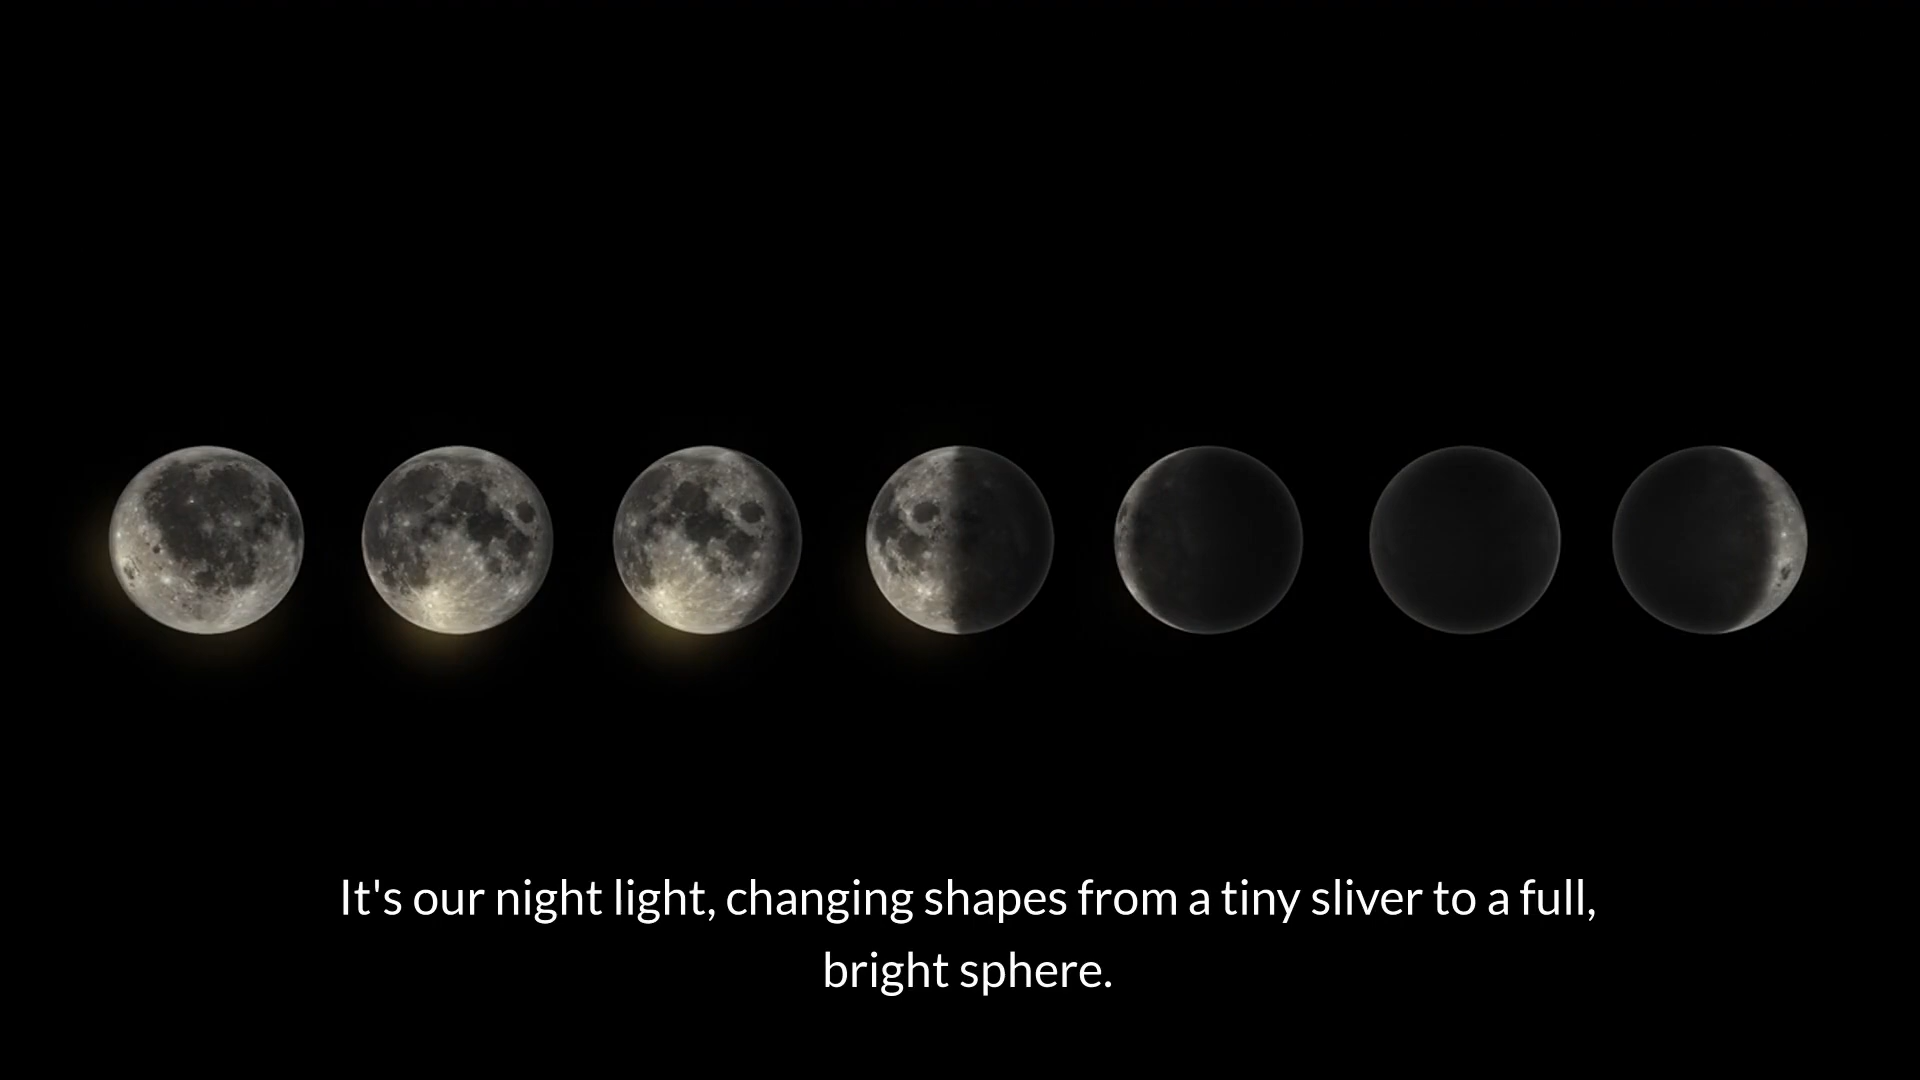 It's our night light, changing shapes from a tiny sliver to a full,
bright sphere.